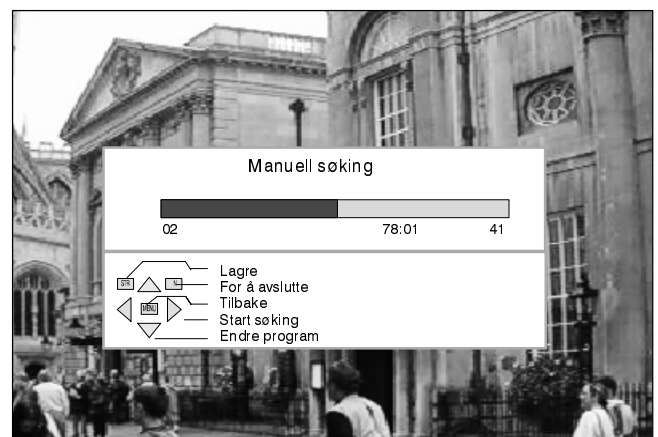 Manuell søking
02 78:01 41
STR
Lagre
For å avslutte
MENU
Tilbake
Start søking
Endre program